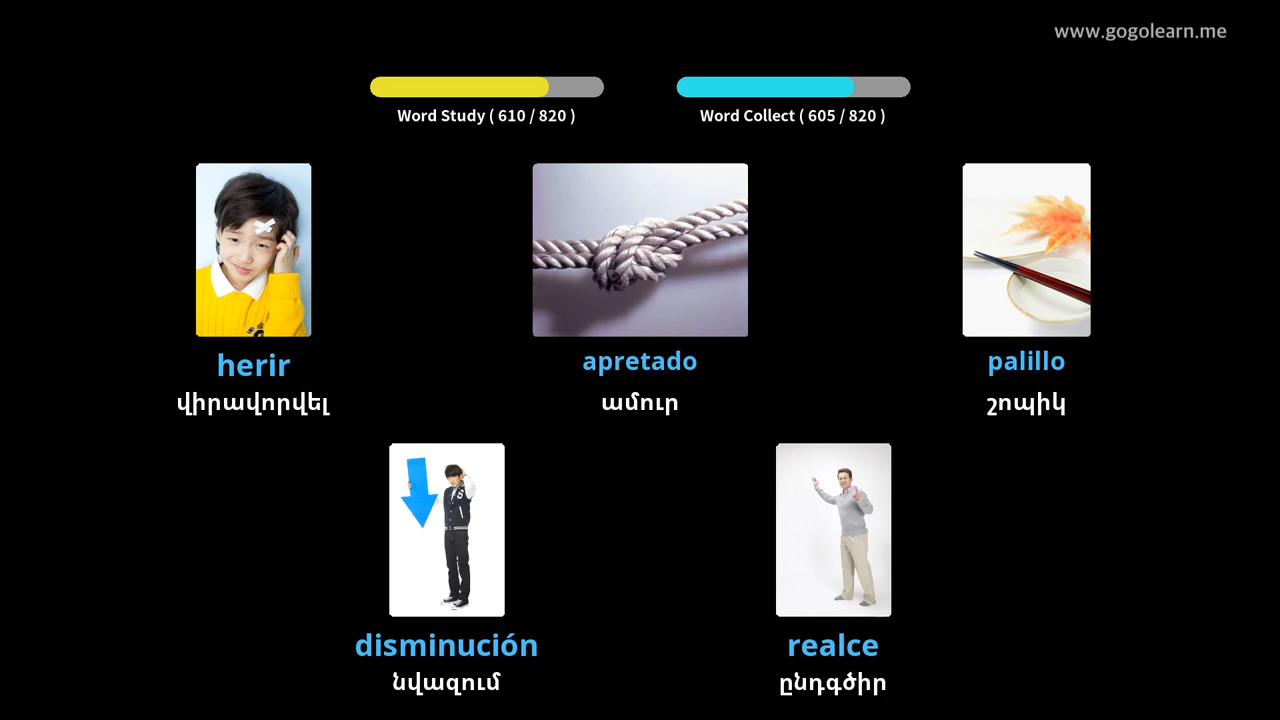 www.gogolearn.me
Word Study ( 610 / 820 )
Word Collect ( 605 / 820 )
herir
վիրավորվել
apretado
ամուր
palillo
շոպիկ
disminución
նվազում
realce
ընդգծիր